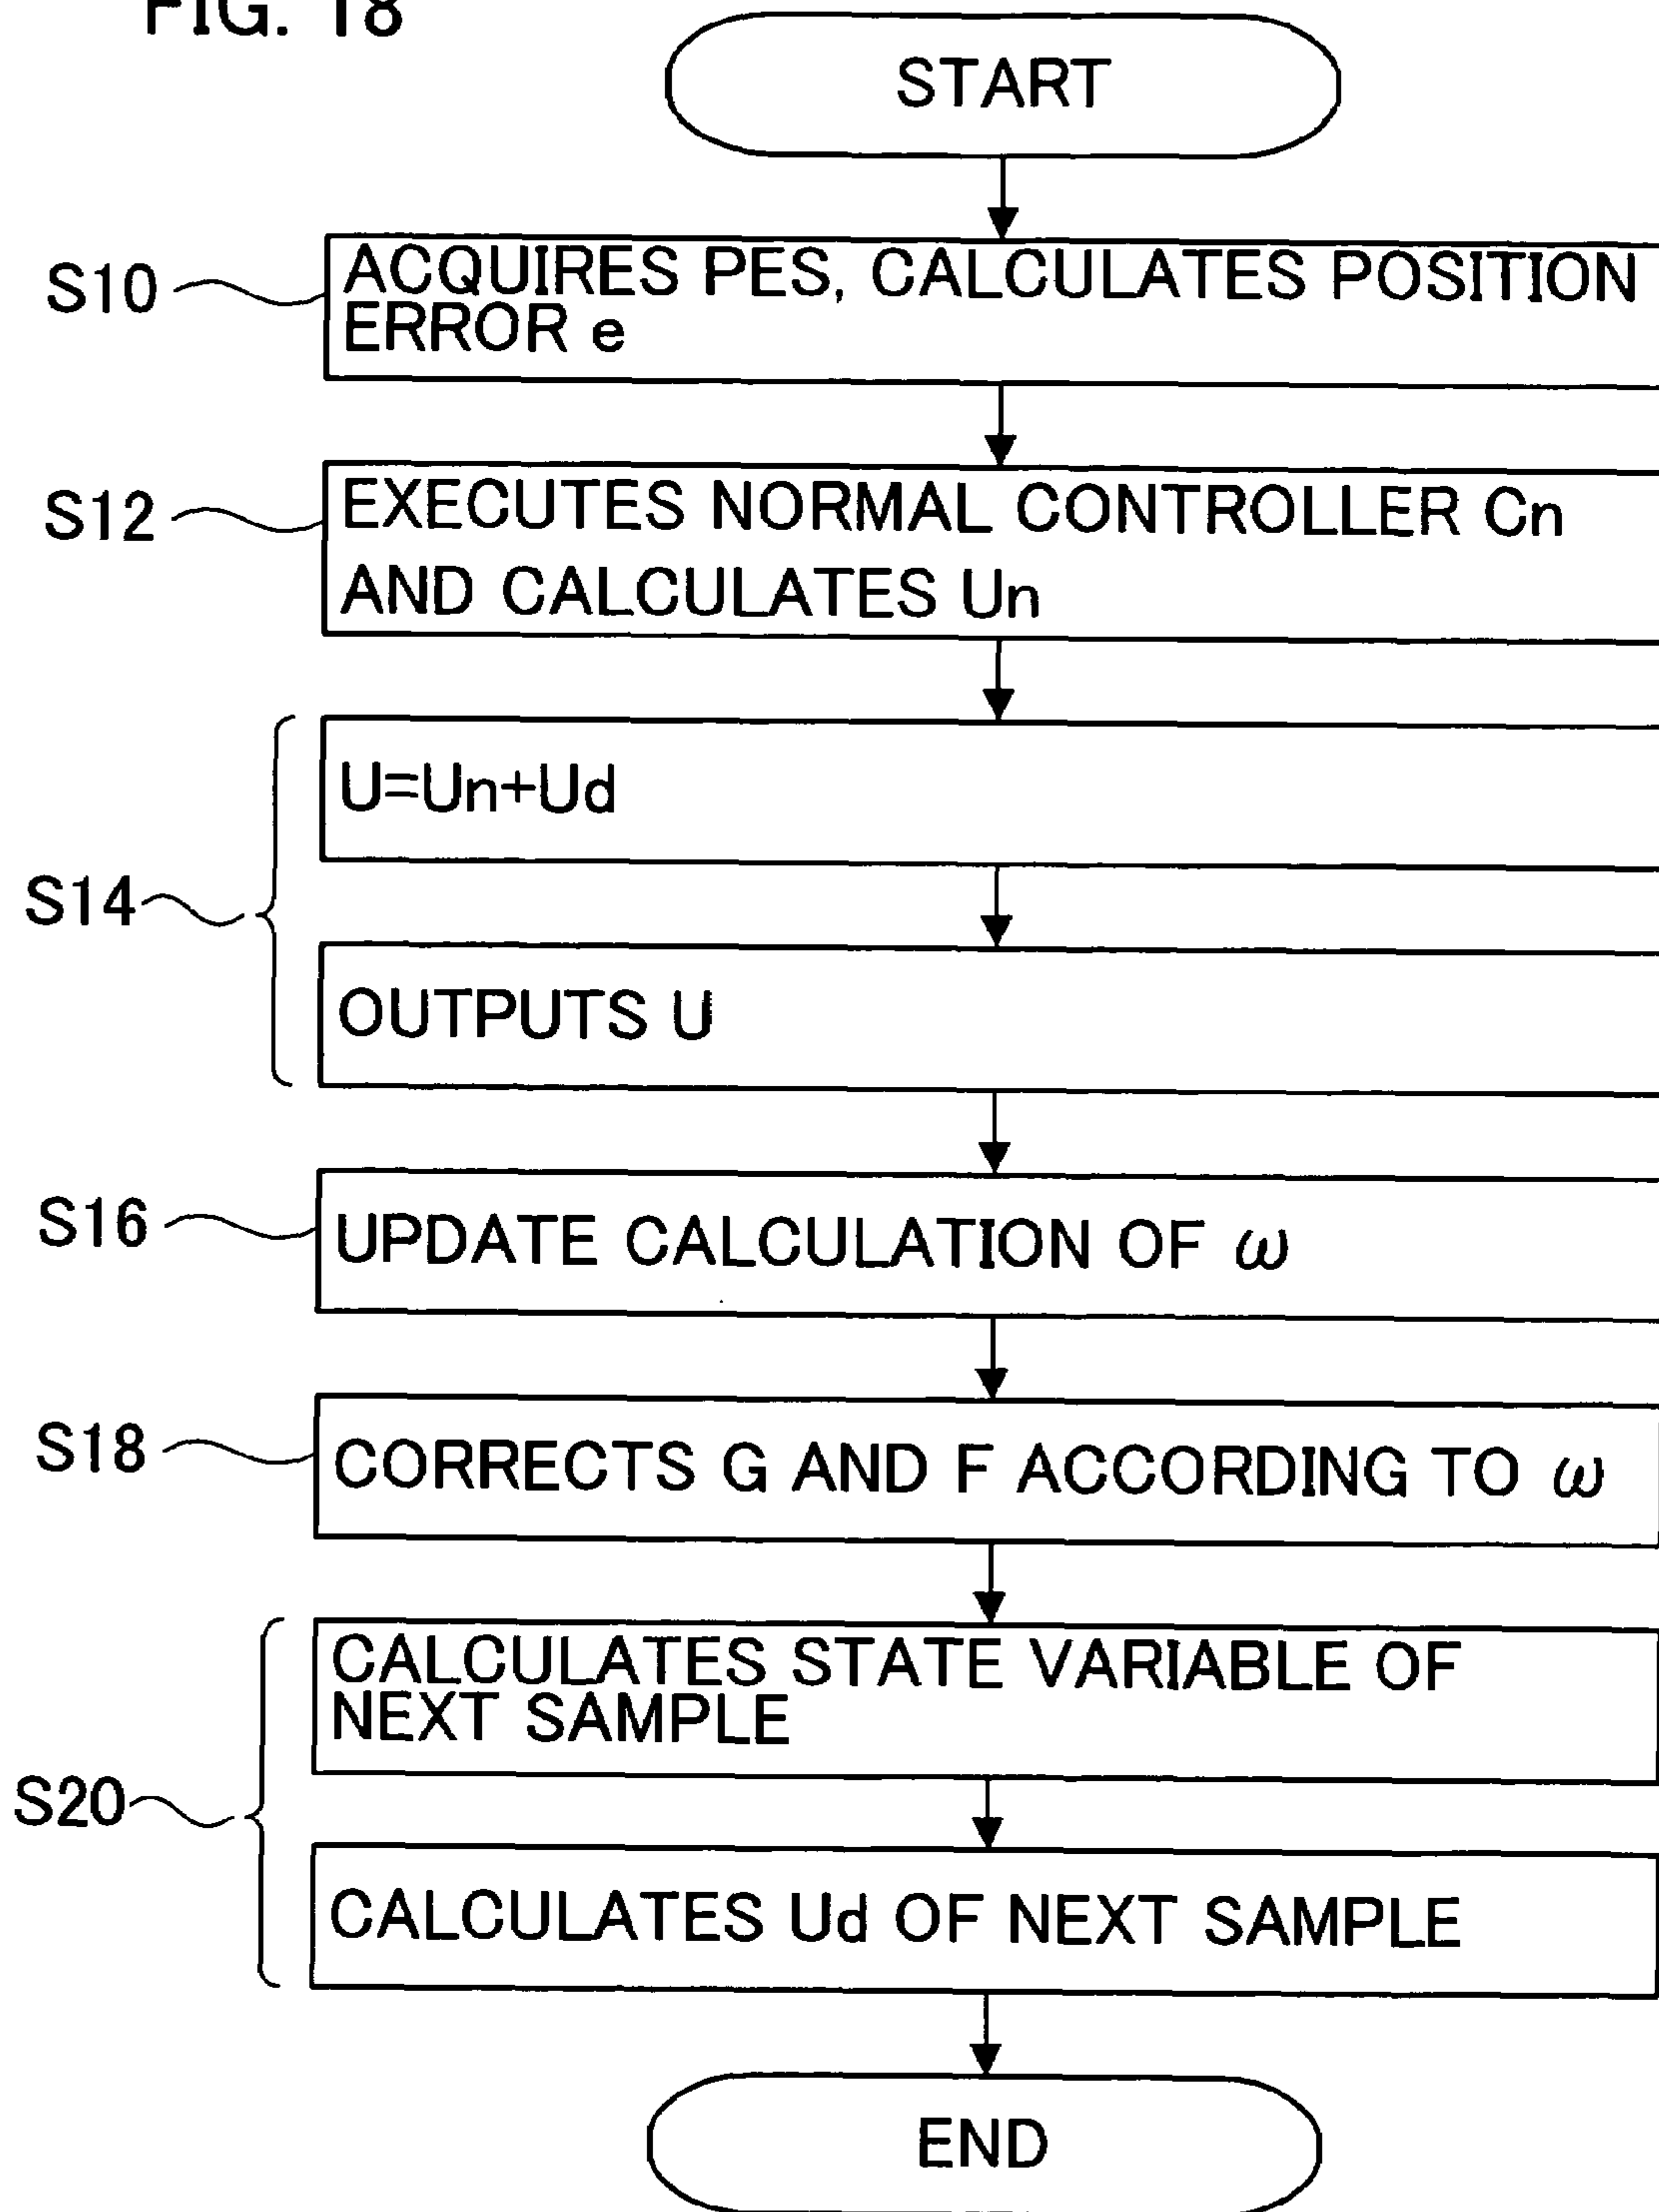 FIG. 18
START
S10
ACQUIRES PES, CALCULATES POSITION
ERROR e
S12
EXECUTES NORMAL CONTROLLER Cn
AND CALCULATES Un
S14
U=Un+Ud
OUTPUTS U
S16
UPDATE CALCULATION OF ω
S18
CORRECTS G AND F ACCORDING TO ω
S20
CALCULATES STATE VARIABLE OF
NEXT SAMPLE
CALCULATES Ud OF NEXT SAMPLE
END